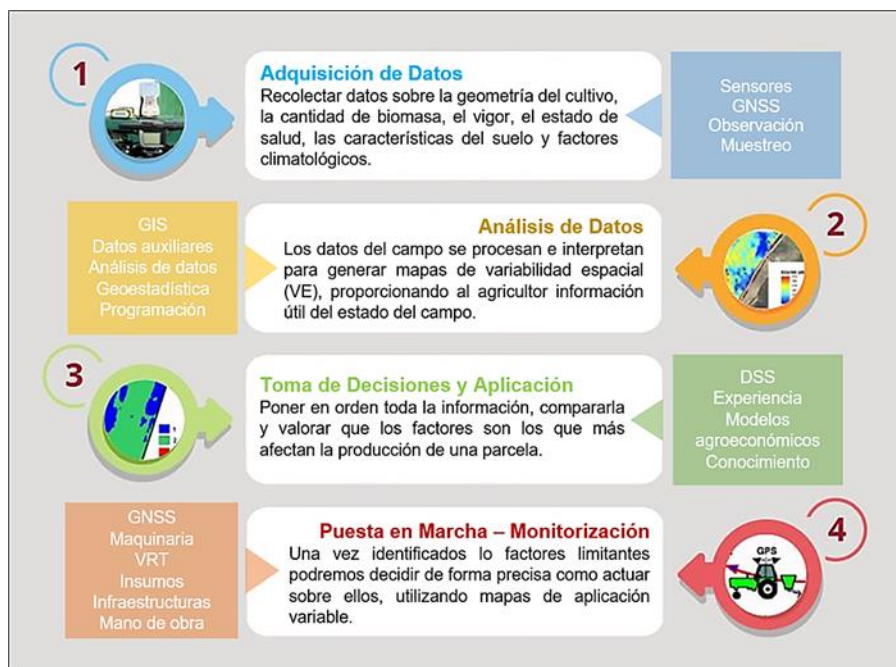 1
Adquisición de Datos
Recolectar datos sobre la geometría del cultivo,
la cantidad de biomasa, el vigor, el estado de
salud, las características del suelo y factores
climatológicos.
Sensores
GNSS
Observación
Muestreo
GIS
Datos auxiliares
Análisis de datos
Geoestadística
Programación
Análisis de Datos
Los datos del campo se procesan e interpretan
para generar mapas de variabilidad espacial
(VE), proporcionando al agricultor información
útil del estado del campo.
2
3
1
2
Toma de Decisiones y Aplicación
Poner en orden toda la información, compararla
y valorar que los factores son los que más
afectan la producción de una parcela.
DSS
Experiencia
Modelos
agroeconómicos
Conocimiento
GNSS
Maquinaria
VRT
Insumos
Infraestructuras
Mano de obra
Puesta en Marcha – Monitorización
Una vez identificados lo factores limitantes
podremos decidir de forma precisa como actuar
sobre ellos, utilizando mapas de aplicación
variable.
4
GPS